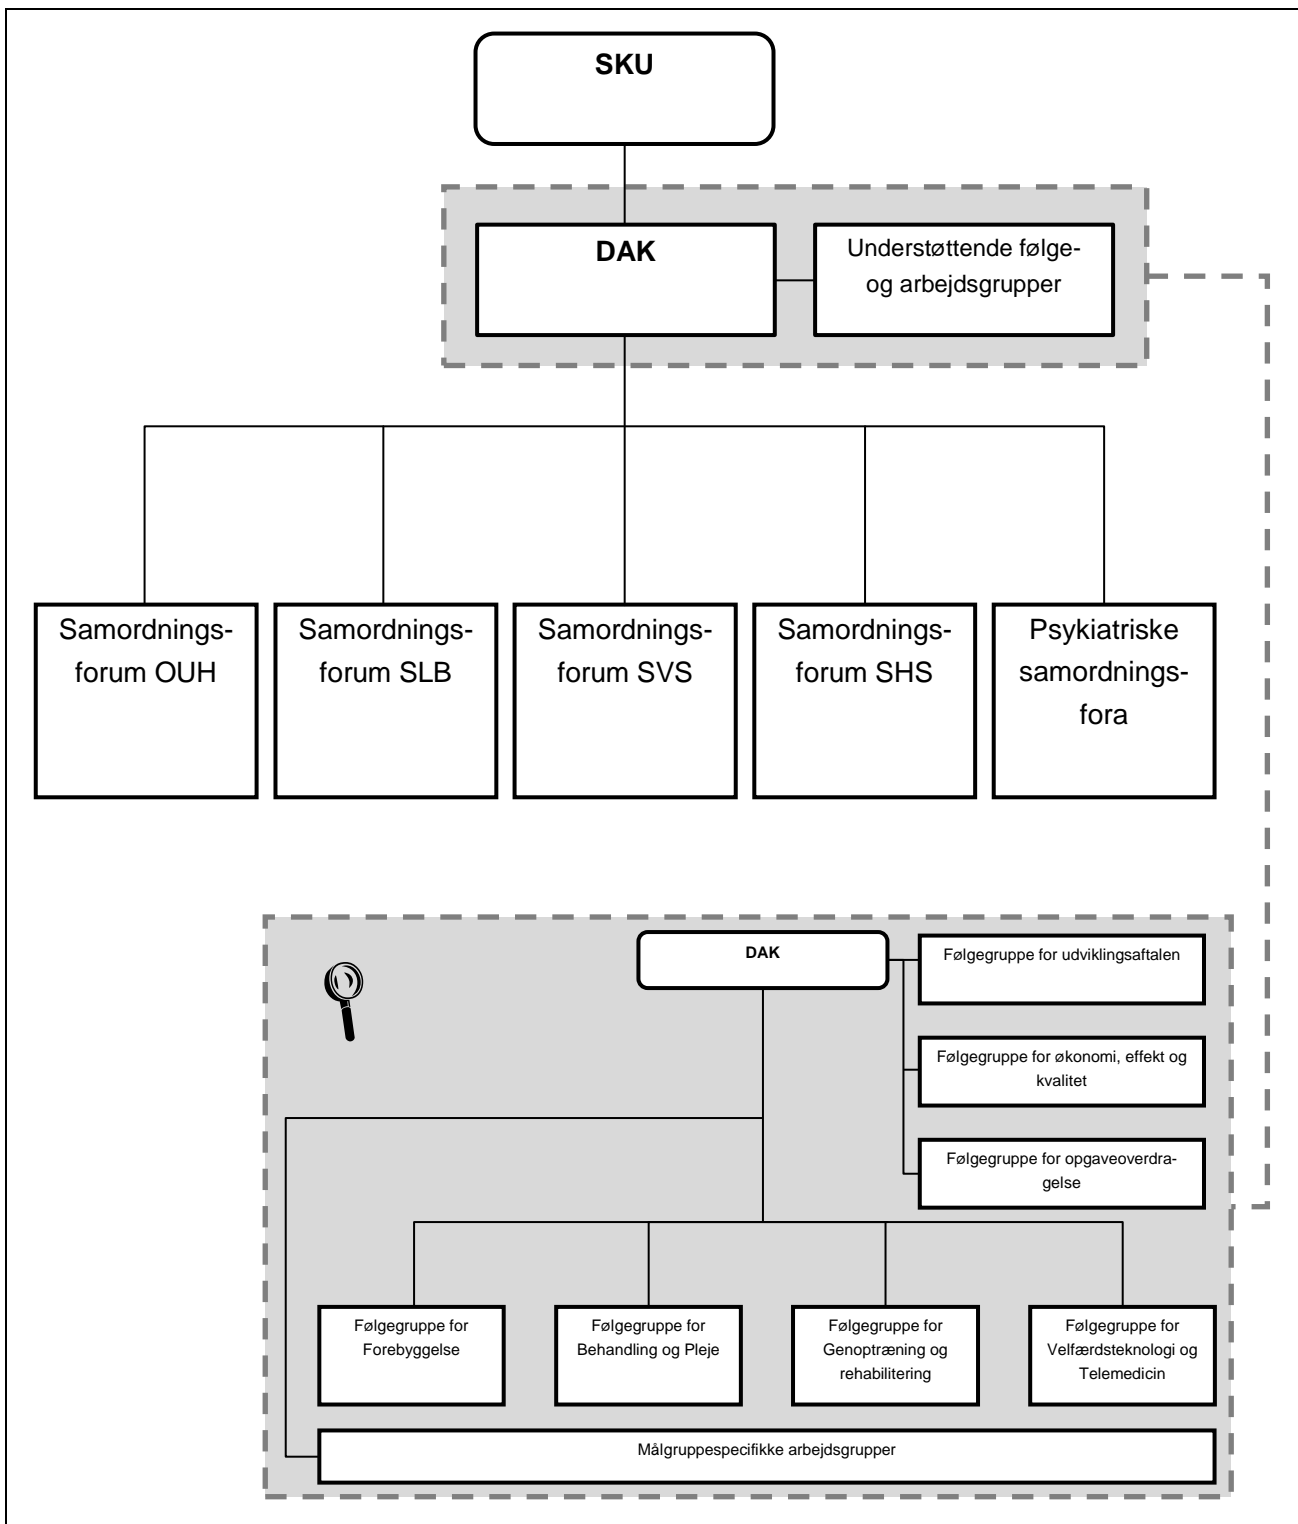 SKU
DAK
Understøttende følge-
og arbejdsgrupper
Samordnings-
forum OUH
Samordnings-
forum SLB
Samordnings-
forum SVS
Samordnings-
forum SHS
Psykiatriske
samordnings-
fora
DAK
Følgegruppe for udviklingsaftalen
Følgegruppe for økonomi, effekt og
kvalitet
Følgegruppe for opgaveoverdra-
gelse
Følgegruppe for
Forebyggelse
Følgegruppe for
Behandling og Pleje
Følgegruppe for
Genoptræning og
rehabilitering
Følgegruppe for
Velfærdsteknologi og
Telemedicin
Målgruppespecifikke arbejdsgrupper